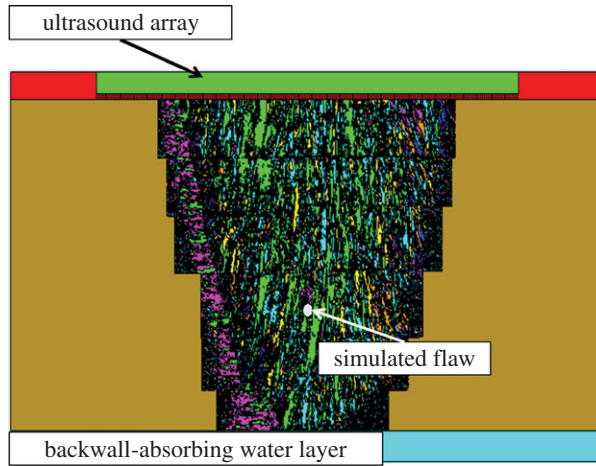 ultrasound array
simulated flaw
backwall-absorbing water layer